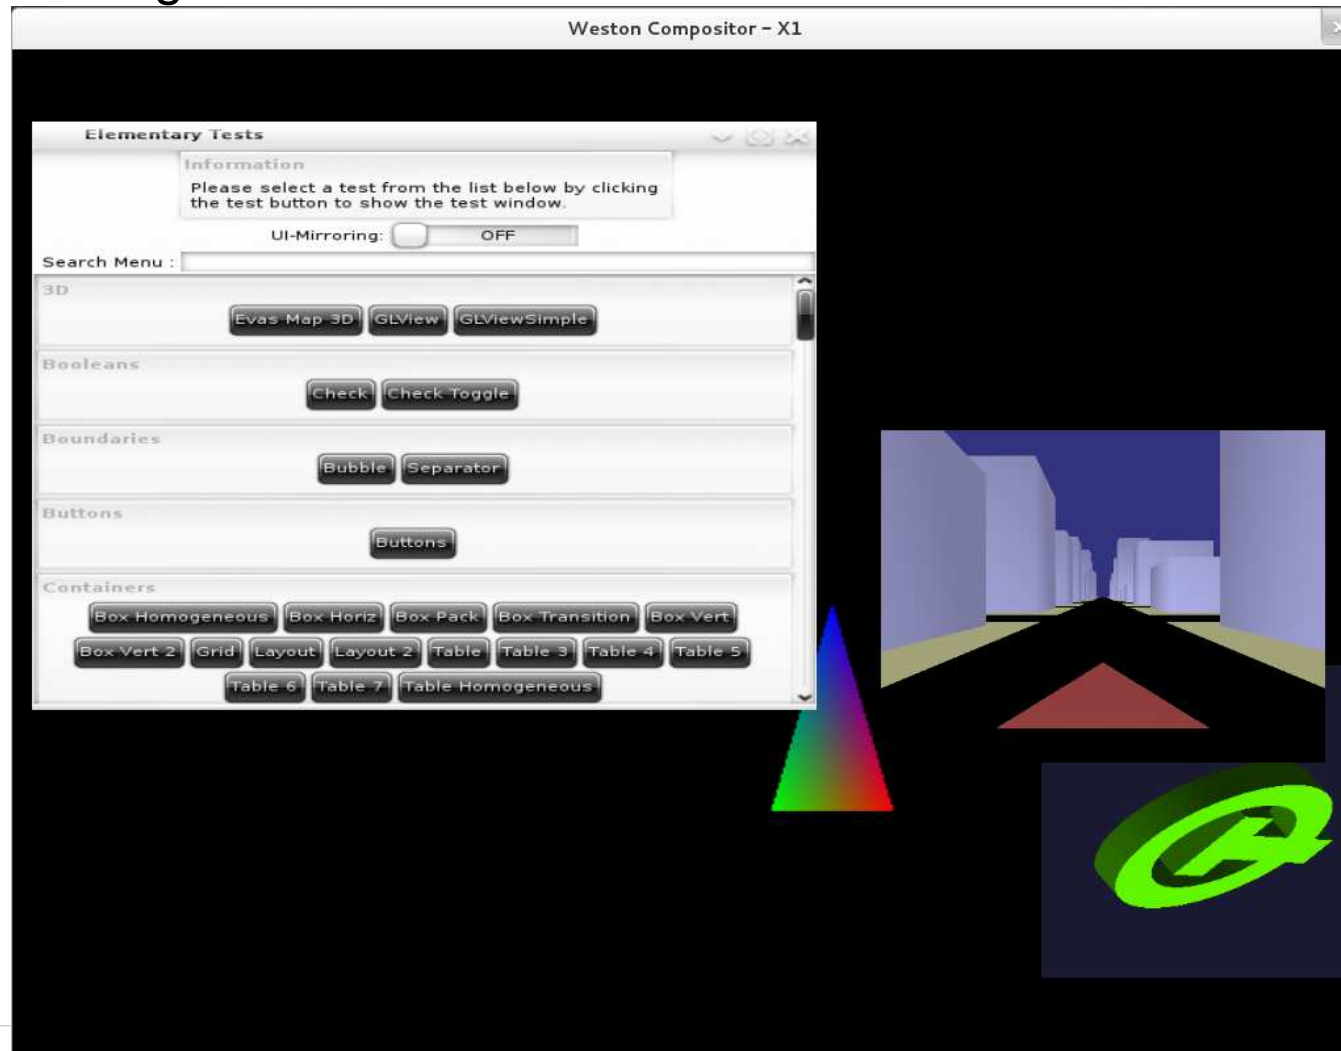 Weston Compositor - X1
Elementary Tests
Information
Please select a test from the list below by clicking
the test button to show the test window.
UI-Mirroring: OFF
Search Menu :
3D
Evas Map 3D GLView GLViewSimple
Booleans
Check Check Toggle
Boundaries
Bubble Separator
Buttons
Buttons
Containers
Box Homogeneous Box Horiz Box Pack Box Transition Box Vert
Box Vert 2 Grid Layout Layout 2 Table Table 3 Table 4 Table 5
Table 6 Table 7 Table Homogeneous